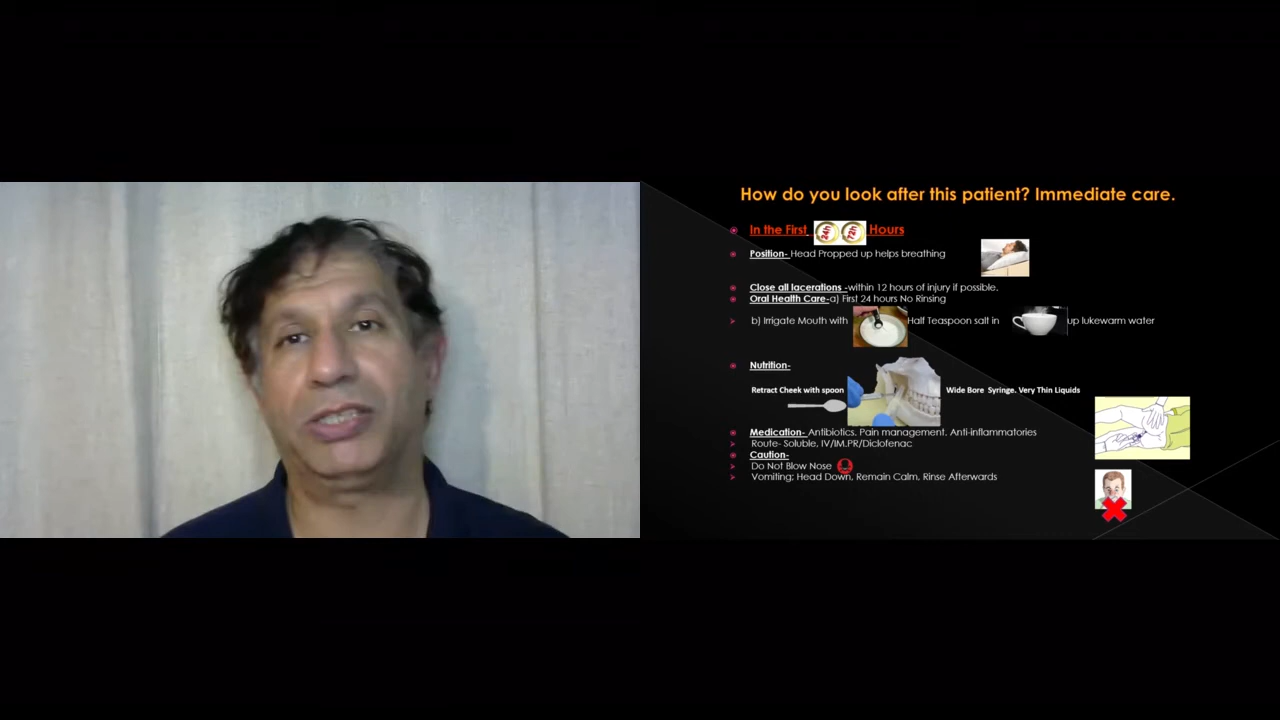 How do you look after this patient? Immediate care.
In the First 24h 72h Hours
Position- Head Propped up helps breathing
Close all lacerations -within 12 hours of injury if possible.
Oral Health Care-a) First 24 hours No Rinsing
b) Irrigate Mouth with Half Teaspoon salt in up lukewarm water
Nutrition-
Retract Cheek with spoon Wide Bore Syringe. Very Thin Liquids
Medication- Antibiotics. Pain management. Anti-inflammatories
Route- Soluble, IV/IM.PR/Diclofenac
Caution-
Do Not Blow Nose
Vomiting; Head Down, Remain Calm, Rinse Afterwards